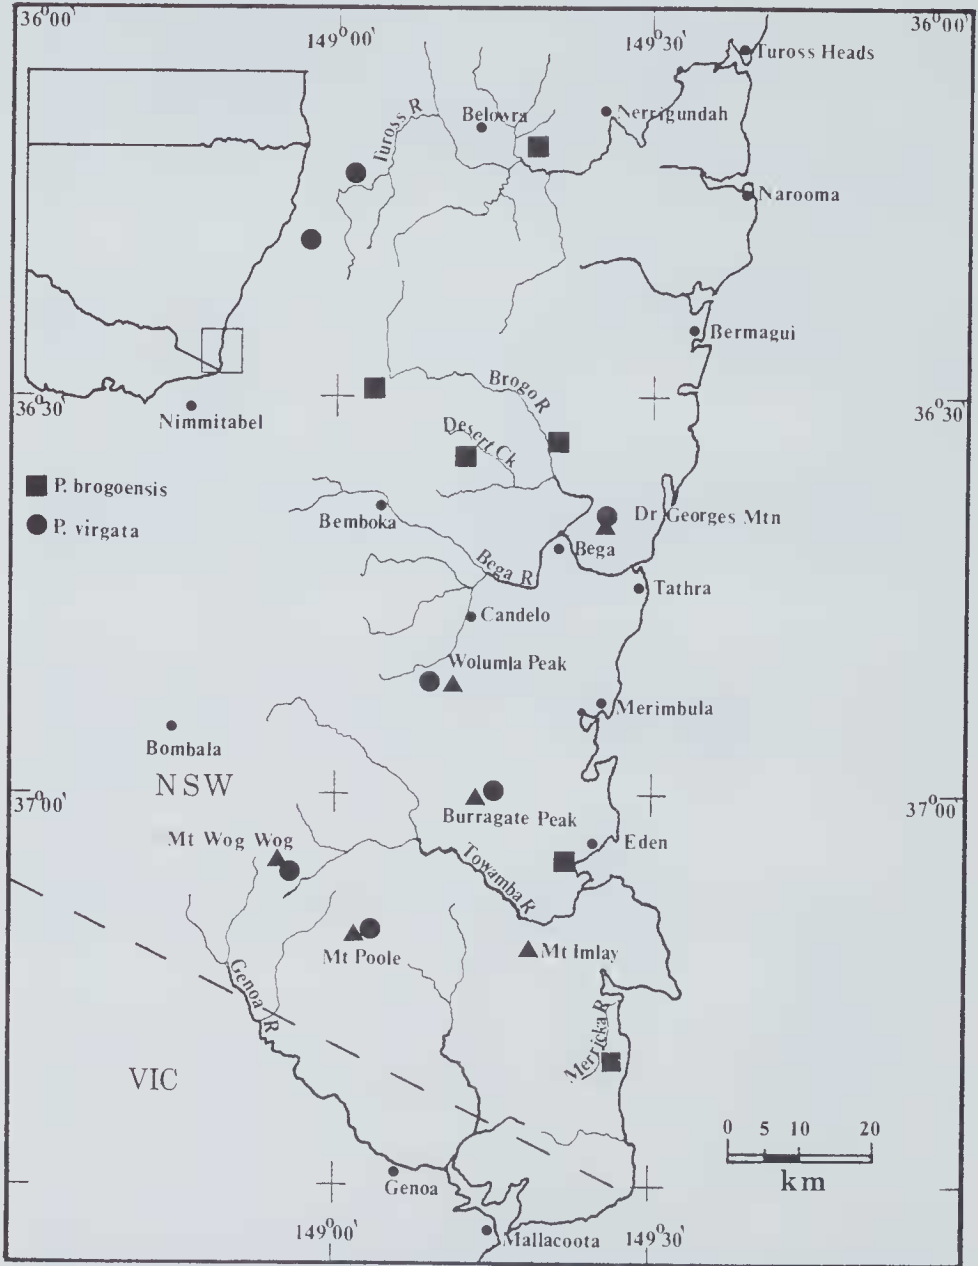 36°00'
149°00'
149°30'
36°00'
Tuross Heads
Tuross R
Belowra
Nerrigundah
Narooma
Bermagui
36°30'
Nimmitabel
Brogo R
36°30'
Desert Ck
P. brogoensis
P. virgata
Bemboka
Dr Georges Mtn
Bega
Bega R
Tathra
Candelo
Wolumla Peak
Merimbula
Bombala
NSW
37°00'
37°00'
Burragate Peak
Mt Wog Wog
Eden
Towamba R
Mt Poole
Mt Imlay
Genoa R
Merricka R
VIC
0 5 10 20
km
Genoa
149°00'
Mallacoota
149°30'